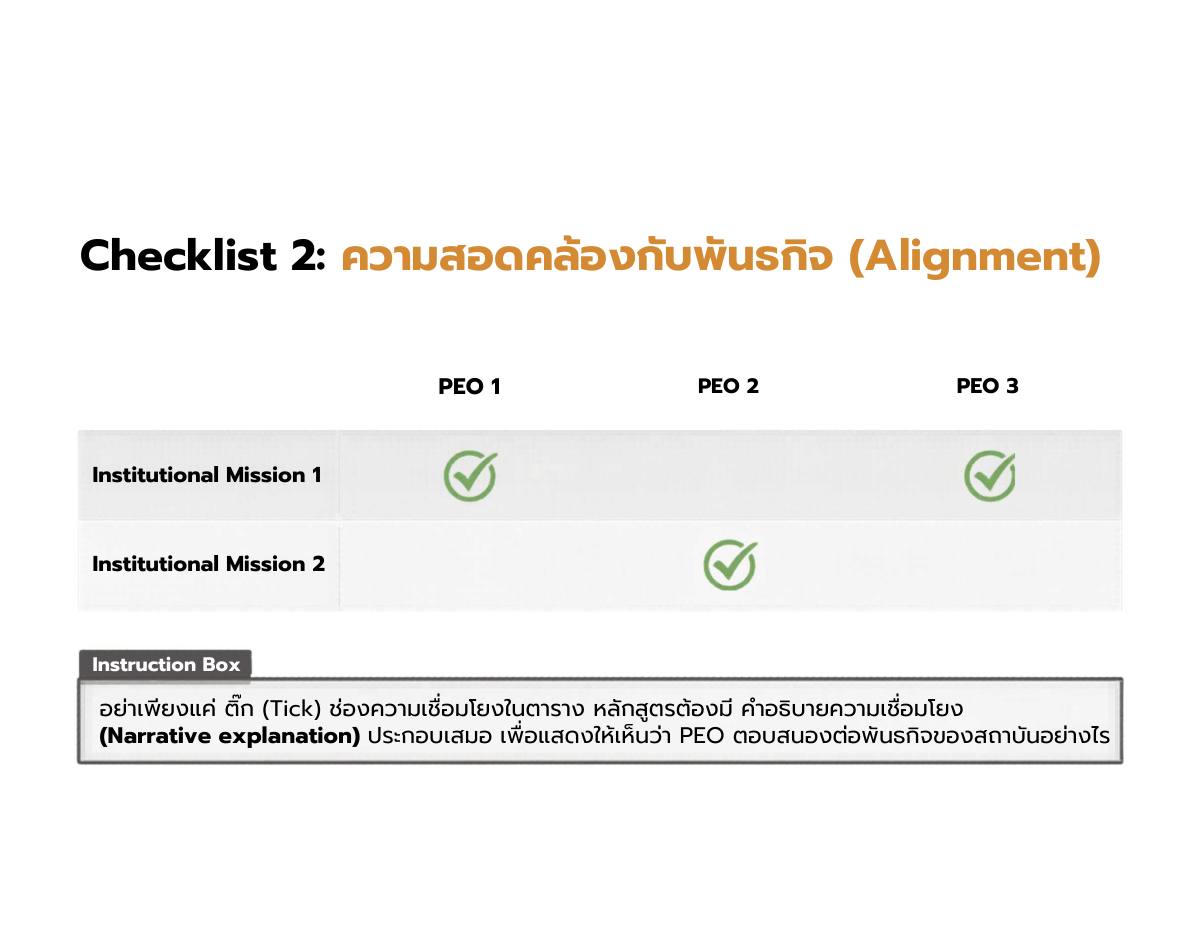 Checklist 2: ความสอดคล้องกับพันธกิจ (Alignment)
PEO 1 PEO 2 PEO 3
Institutional Mission 1
Institutional Mission 2
Instruction Box
อย่าเพียงแค่ ติ๊ก (Tick) ช่องความเชื่อมโยงในตาราง หลักสูตรต้องมี คำอธิบายความเชื่อมโยง
(Narrative explanation) ประกอบเสมอ เพื่อแสดงให้เห็นว่า PEO ตอบสนองต่อพันธกิจของสถาบันอย่างไร